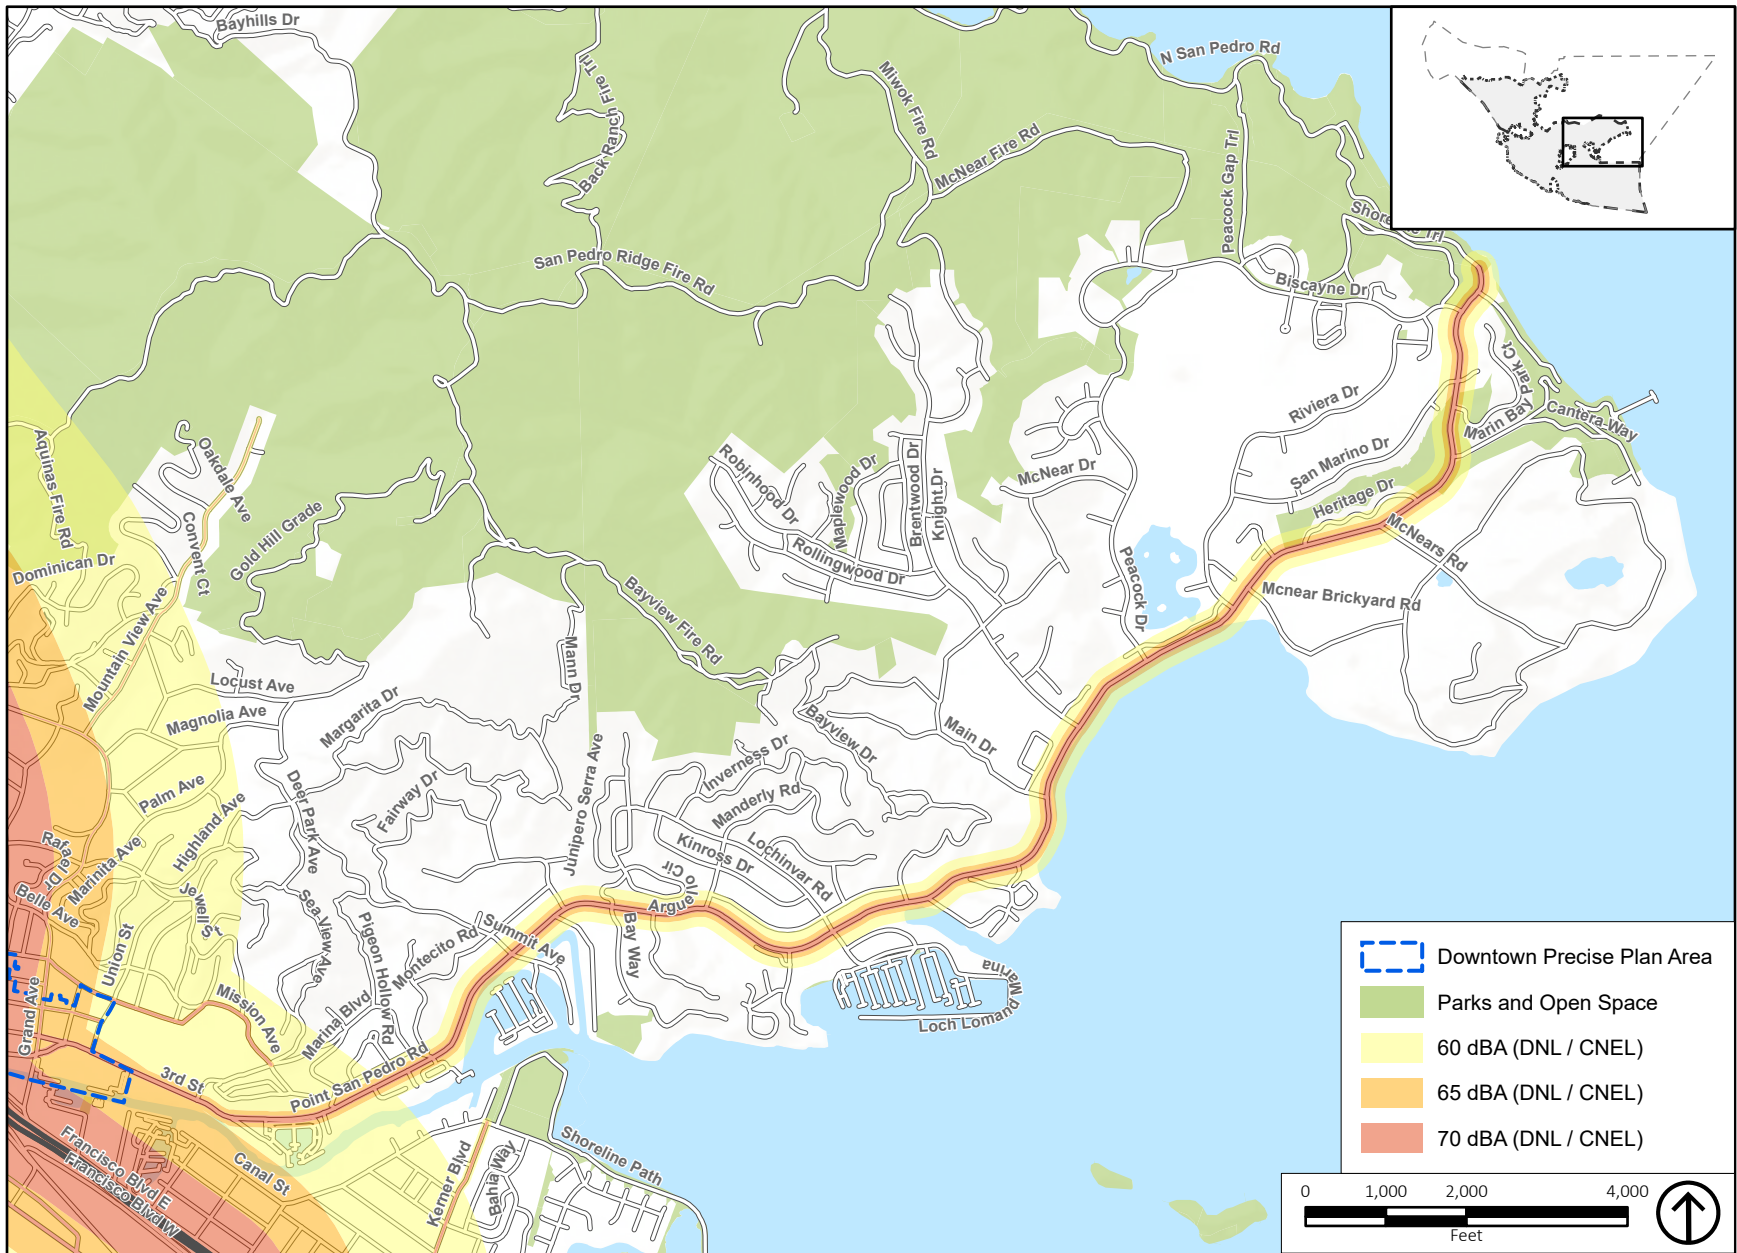 Bayhills Dr
N San Pedro Rd
Back Ranch Fire Trl
Miwok Fire Rd
McNear Fire Rd
Peacock Gap Trl
Shoreline Trl
San Pedro Ridge Fire Rd
Biscayne Dr
Marin Bay Park Ct
Riviera Dr
Cantera Way
Aquinas Fire Rd
Oakdale Ave
San Marino Dr
Robinhood Dr
Maplewood Dr
Brentwood Dr
Knight Dr
McNear Dr
Heritage Dr
McNears Rd
Convent Ct
Gold Hill Grade
Dominican Dr
Rollingwood Dr
Peacock Dr
Mcnear Brickyard Rd
Mountain View Ave
Bayview Fire Rd
Mann Dr
Locust Ave
Magnolia Ave
Margarita Dr
Bayview Dr
Main Dr
Palm Ave
Highland Ave
Deer Park Ave
Fairway Dr
Junipero Serra Ave
Inverness Dr
Manderly Rd
Kinross Dr
Lochinvar Rd
Rafael Dr
Marinita Ave
Belle Ave
Jewell St
Sea View Ave
Pigeon Hollow Rd
Montecito Rd
Summit Ave
Arguello Cir
Bay Way
Union St
Grand Ave
Mission Ave
Marina Blvd
Loch Lomand Marina
3rd St
Point San Pedro Rd
Francisco Blvd E
Francisco Blvd W
Canal St
Kerner Blvd
Bahia Way
Shoreline Path
Downtown Precise Plan Area
Parks and Open Space
60 dBA (DNL / CNEL)
65 dBA (DNL / CNEL)
70 dBA (DNL / CNEL)
0 1,000 2,000 4,000
Feet